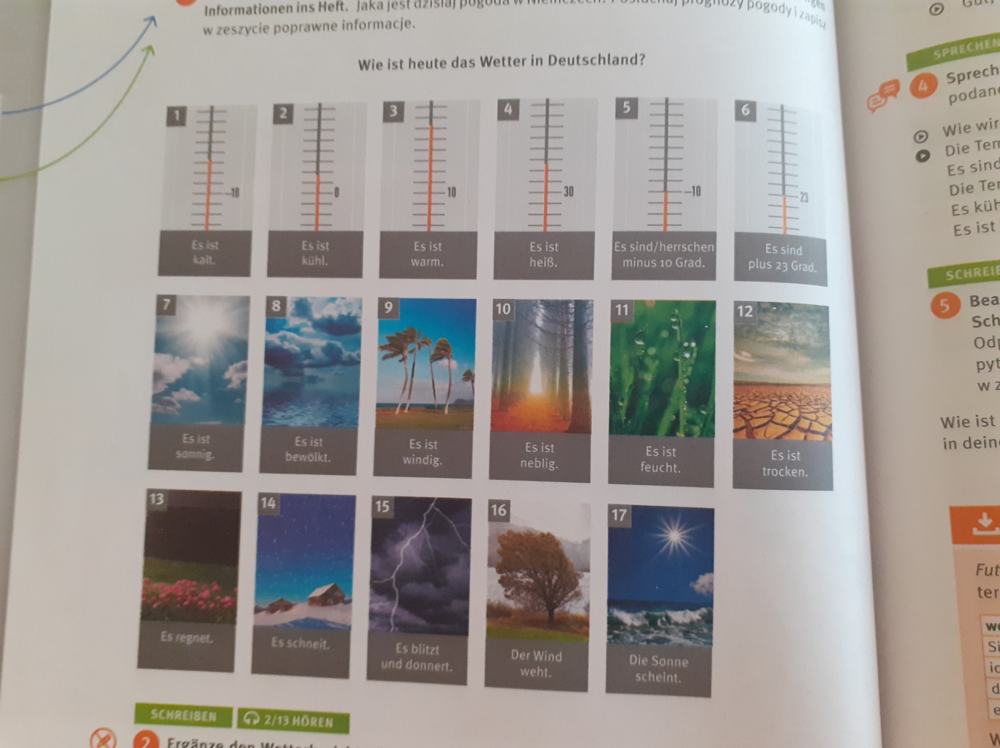 Informationen ins Heft. Jaka jest dzisiaj pogoda w prognozy pogody i zapisz
w zeszycie poprawne informacje.
Wie ist heute das Wetter in Deutschland?
1
-10
Es ist
kalt.
2
0
Es ist
kühl.
3
10
Es ist
warm.
4
30
Es ist
heiß.
5
-10
Es sind/herrschen
minus 10 Grad.
6
23
Es sind
plus 23 Grad.
7
Es ist
sonnig.
8
Es ist
bewölkt.
9
Es ist
windig.
10
Es ist
neblig.
11
Es ist
feucht.
12
Es ist
trocken.
13
Es regnet.
14
Es schneit.
15
Es blitzt
und donnert.
16
Der Wind
weht.
17
Die Sonne
scheint.
SCHREIBEN
2/13 HÖREN
2 Ergänze den
SPRECHEN
4 Sprech
podan
Wie wir
Die Tem
Es sind
Die Te
Es küh
Es ist
SCHREIB
5 Bea
Sch
Odp
pyt
w z
Wie ist
in dein
Fut
ter
we
Si
ic
d
e
W